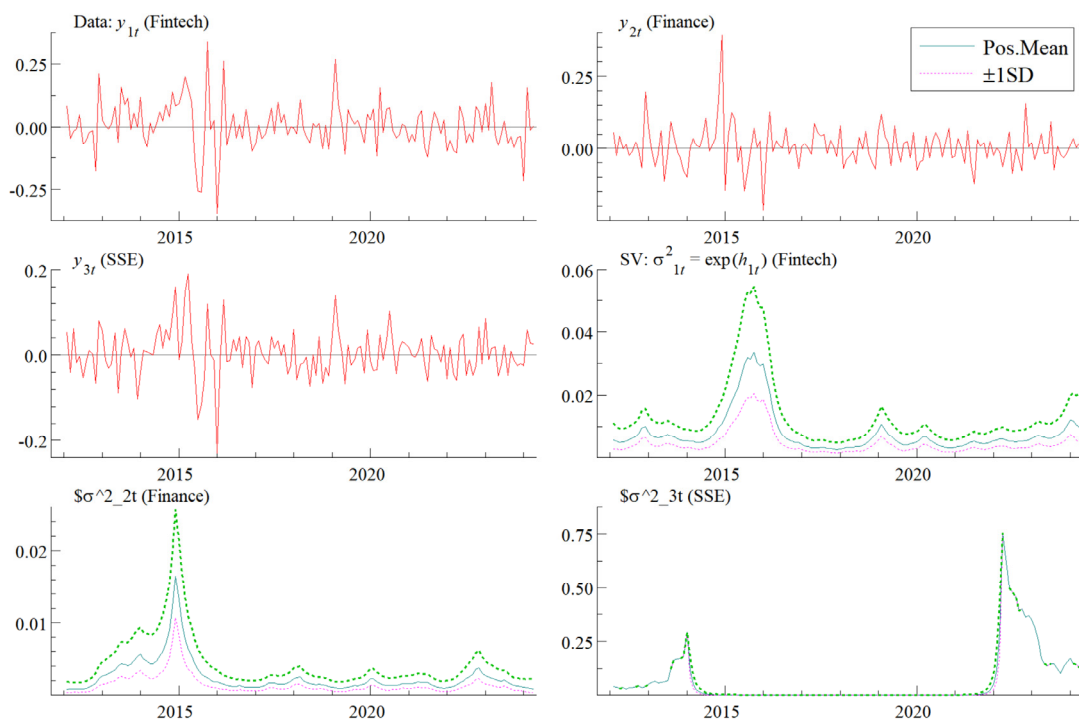 Data: y1t (Fintech)
0.25
0.00
-0.25
2015 2020
y2t (Finance)
Pos.Mean
±1SD
0.25
0.00
2015 2020
y3t (SSE)
0.2
0.0
-0.2
2015 2020
SV: σ²1t = exp(h1t) (Fintech)
0.06
0.04
0.02
2015 2020
$σ^2_2t (Finance)
0.02
0.01
2015 2020
$σ^2_3t (SSE)
0.75
0.50
0.25
2015 2020